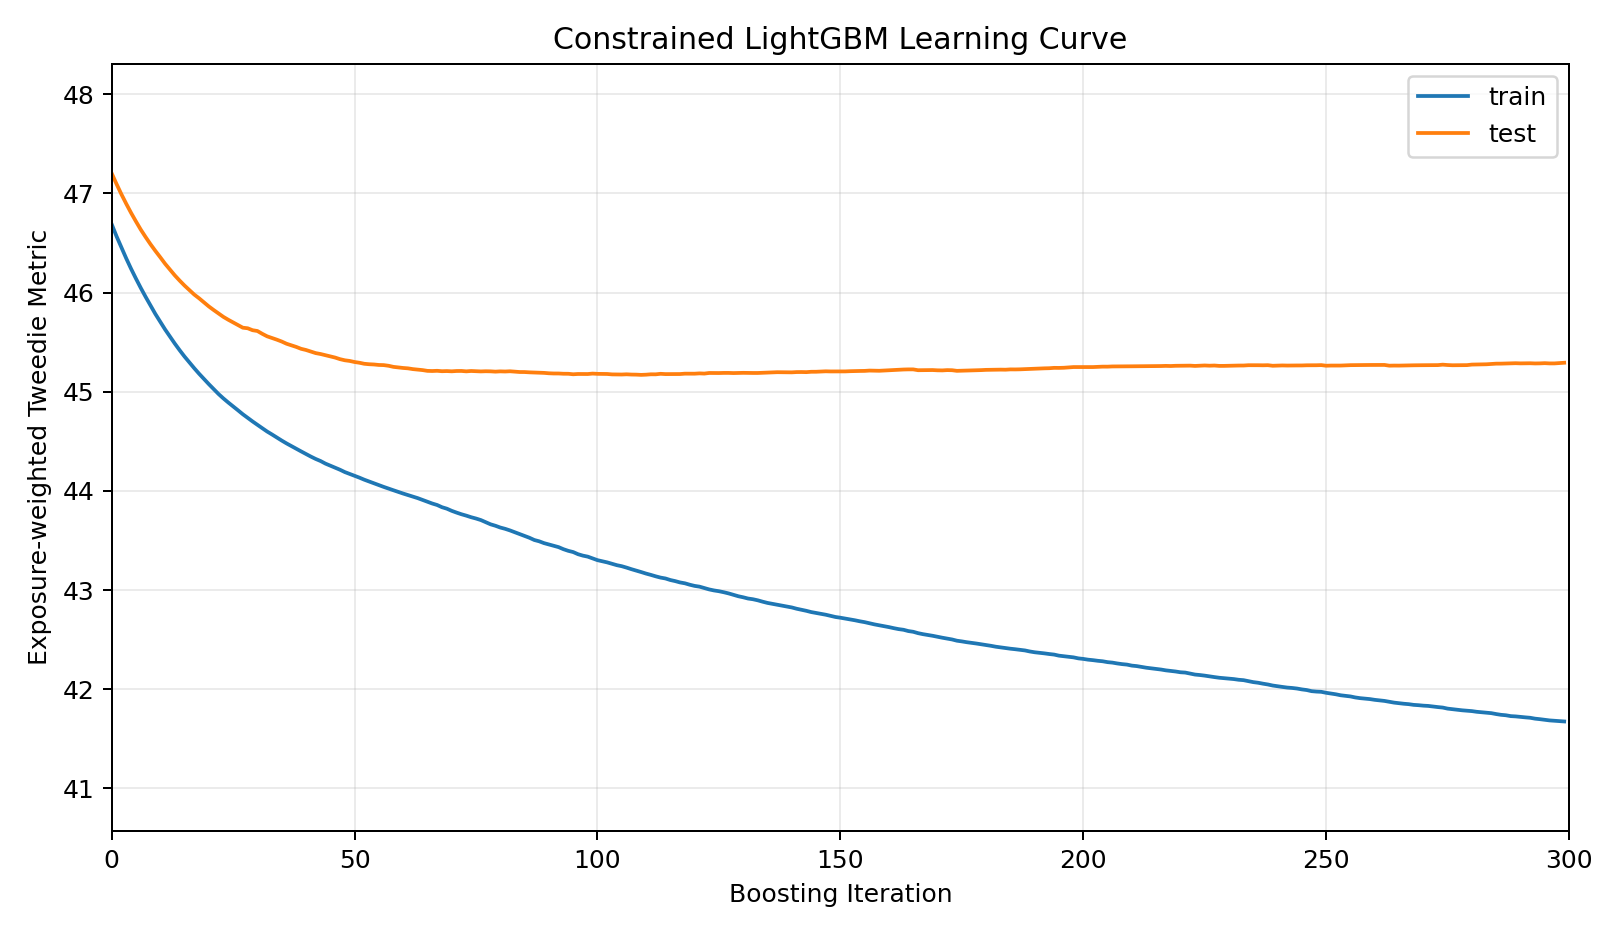 Constrained LightGBM Learning Curve
train
test
Exposure-weighted Tweedie Metric
48
47
46
45
44
43
42
41
0 50 100 150 200 250 300
Boosting Iteration